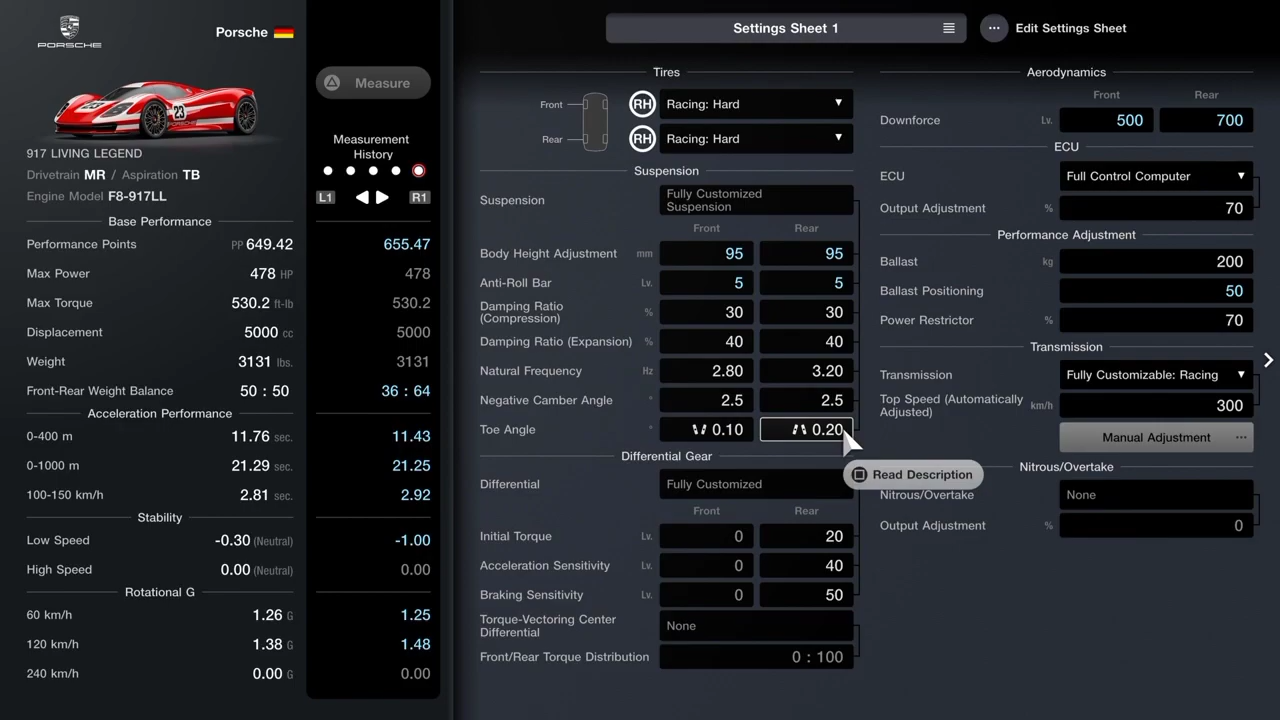 PORSCHE
Porsche
23
917 LIVING LEGEND
Drivetrain MR / Aspiration TB
Engine Model F8-917LL
Base Performance
Performance Points PP 649.42 655.47
Max Power 478 HP 478
Max Torque 530.2 ft-lb 530.2
Displacement 5000 cc 5000
Weight 3131 lbs. 3131
Front-Rear Weight Balance 50 : 50 36 : 64
Acceleration Performance
0-400 m 11.76 sec. 11.43
0-1000 m 21.29 sec. 21.25
100-150 km/h 2.81 sec. 2.92
Stability
Low Speed -0.30 (Neutral) -1.00
High Speed 0.00 (Neutral) 0.00
Rotational G
60 km/h 1.26 G 1.25
120 km/h 1.38 G 1.48
240 km/h 0.00 G 0.00
Measure
Measurement
History
L1 R1
Settings Sheet 1
Edit Settings Sheet
Tires
Front RH Racing: Hard
Rear RH Racing: Hard
Suspension
Suspension Fully Customized
Suspension
Front Rear
Body Height Adjustment mm 95 95
Anti-Roll Bar Lv. 5 5
Damping Ratio
(Compression) % 30 30
Damping Ratio (Expansion) % 40 40
Natural Frequency Hz 2.80 3.20
Negative Camber Angle ° 2.5 2.5
Toe Angle ° 0.10 0.20
Differential Gear
Differential Fully Customized
Front Rear
Initial Torque Lv. 0 20
Acceleration Sensitivity Lv. 0 40
Braking Sensitivity Lv. 0 50
Torque-Vectoring Center
Differential None
Front/Rear Torque Distribution 0 : 100
Aerodynamics
Front Rear
Downforce Lv. 500 700
ECU
ECU Full Control Computer
Output Adjustment % 70
Performance Adjustment
Ballast kg 200
Ballast Positioning 50
Power Restrictor % 70
Transmission
Transmission Fully Customizable: Racing
Top Speed (Automatically
Adjusted) km/h 300
Manual Adjustment
Read Description
Nitrous/Overtake
Nitrous/Overtake None
Output Adjustment % 0